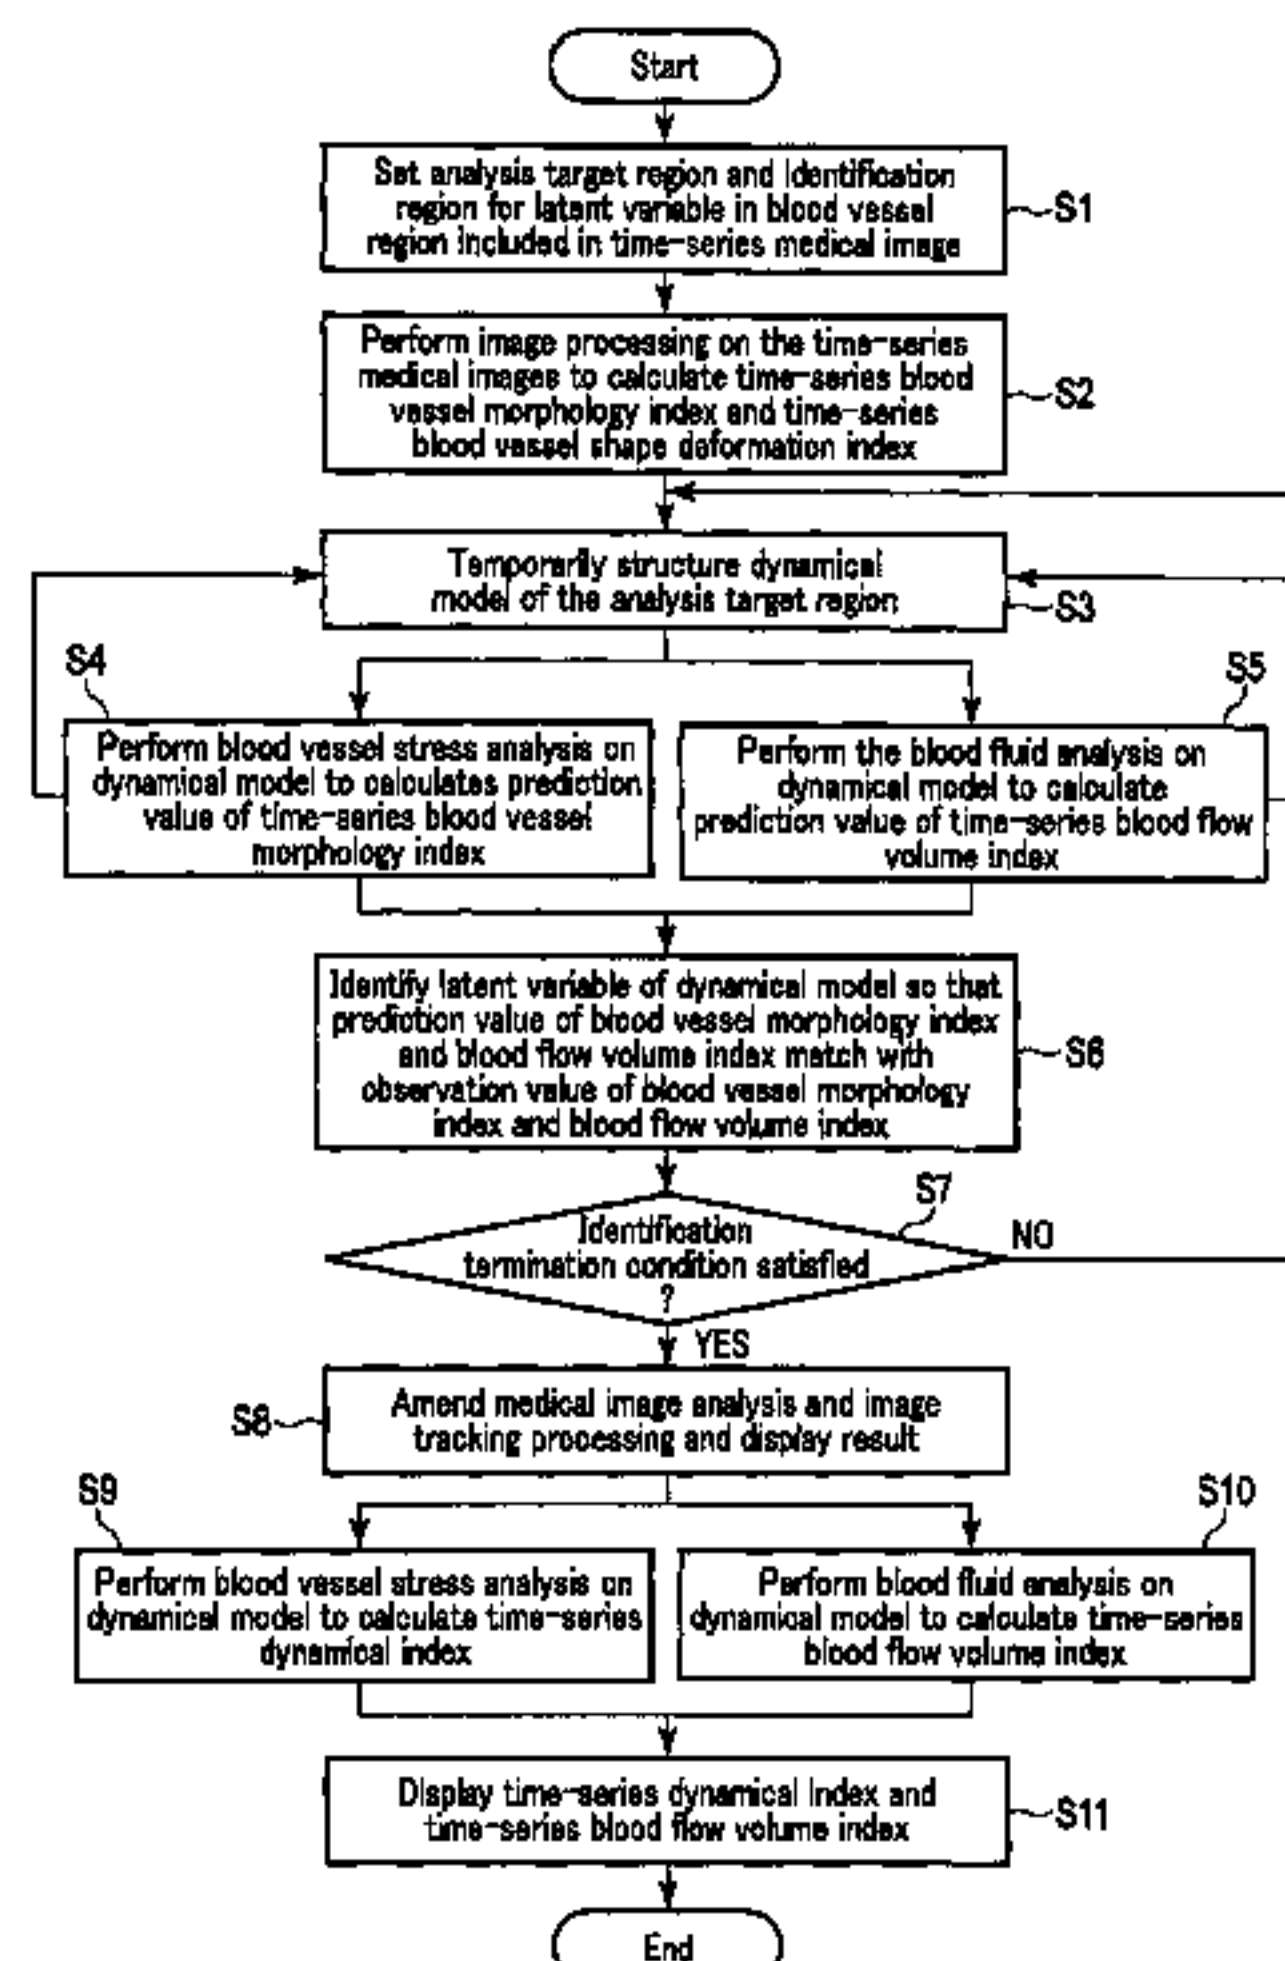 Start
Set analysis target region and identification
region for latent variable in blood vessel
region included in time-series medical image
S1
Perform image processing on the time-series
medical images to calculate time-series blood
vessel morphology index and time-series
blood vessel shape deformation index
S2
Temporarily structure dynamical
model of the analysis target region
S3
S4
Perform blood vessel stress analysis on
dynamical model to calculates prediction
value of time-series blood vessel
morphology index
S5
Perform the blood fluid analysis on
dynamical model to calculate
prediction value of time-series blood flow
volume index
Identify latent variable of dynamical model so that
prediction value of blood vessel morphology index
and blood flow volume index match with
observation value of blood vessel morphology
index and blood flow volume index
S6
S7
Identification
termination condition satisfied
?
NO
YES
S8
Amend medical image analysis and image
tracking processing and display result
S9
Perform blood vessel stress analysis on
dynamical model to calculate time-series
dynamical index
S10
Perform blood fluid analysis on
dynamical model to calculate time-series
blood flow volume index
Display time-series dynamical index and
time-series blood flow volume index
S11
End